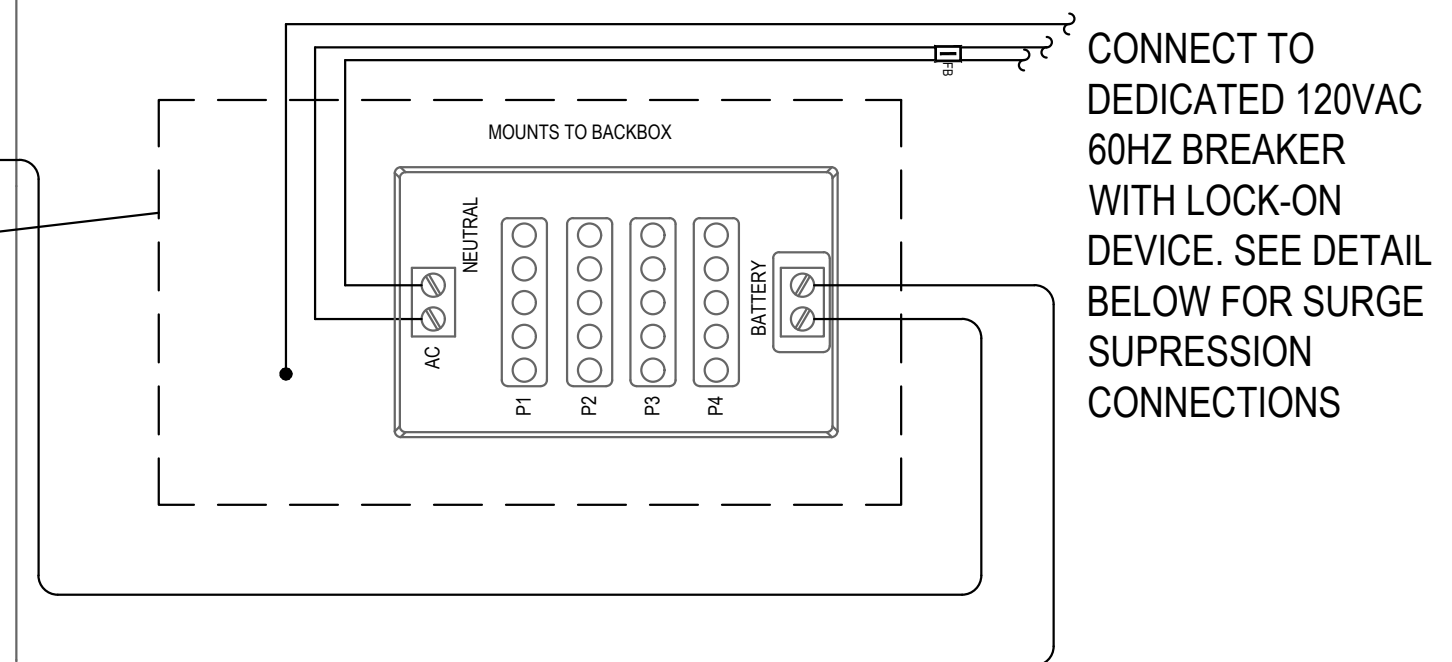 CONNECT TO
DEDICATED 120VAC
60HZ BREAKER
WITH LOCK-ON
DEVICE. SEE DETAIL
BELOW FOR SURGE
SUPRESSION
CONNECTIONS
FB
MOUNTS TO BACKBOX
NEUTRAL
AC
P1
P2
P3
P4
BATTERY